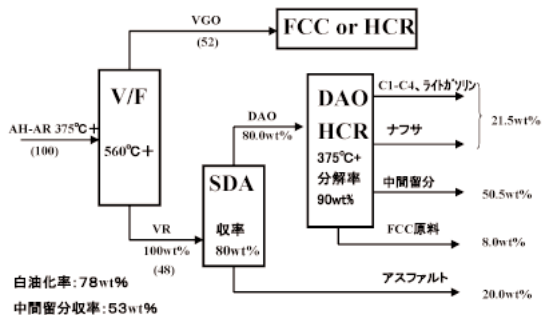 VGO
(52)
FCC or HCR
V/F
560℃+
AH-AR 375℃+
(100)
DAO
80.0wt%
DAO
HCR
375℃+
分解率
90wt%
C1-C4、ライトガソリン
ナフサ
21.5wt%
中間留分
50.5wt%
FCC原料
8.0wt%
SDA
収率
80wt%
VR
100wt%
(48)
アスファルト
20.0wt%
白油化率:78wt%
中間留分収率:53wt%